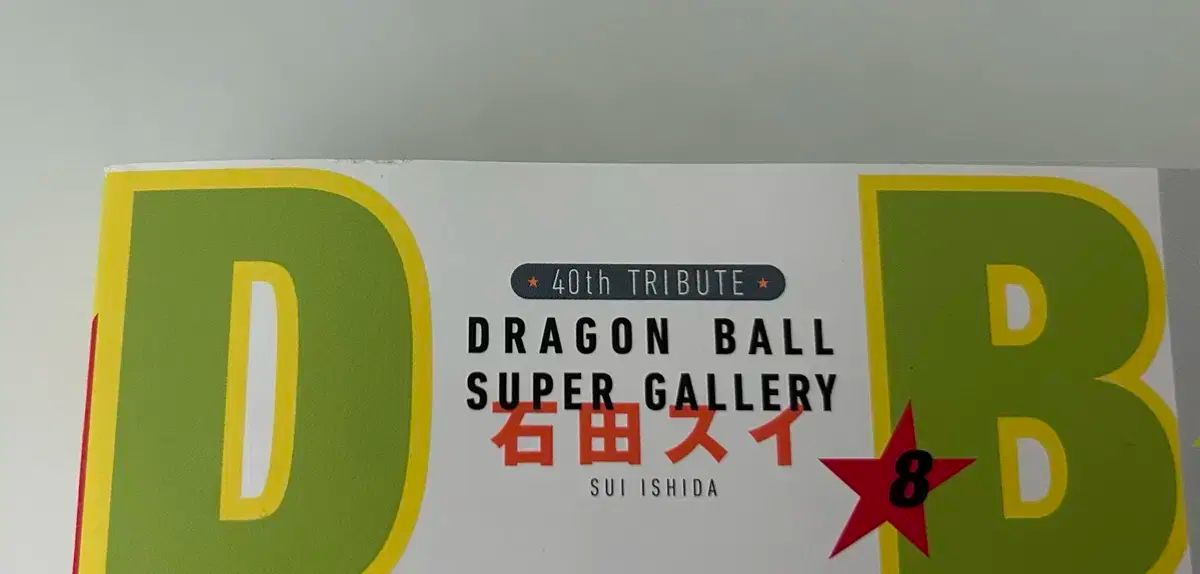 D
40th TRIBUTE
DRAGON BALL
SUPER GALLERY
石田スイ
SUI ISHIDA
B
8